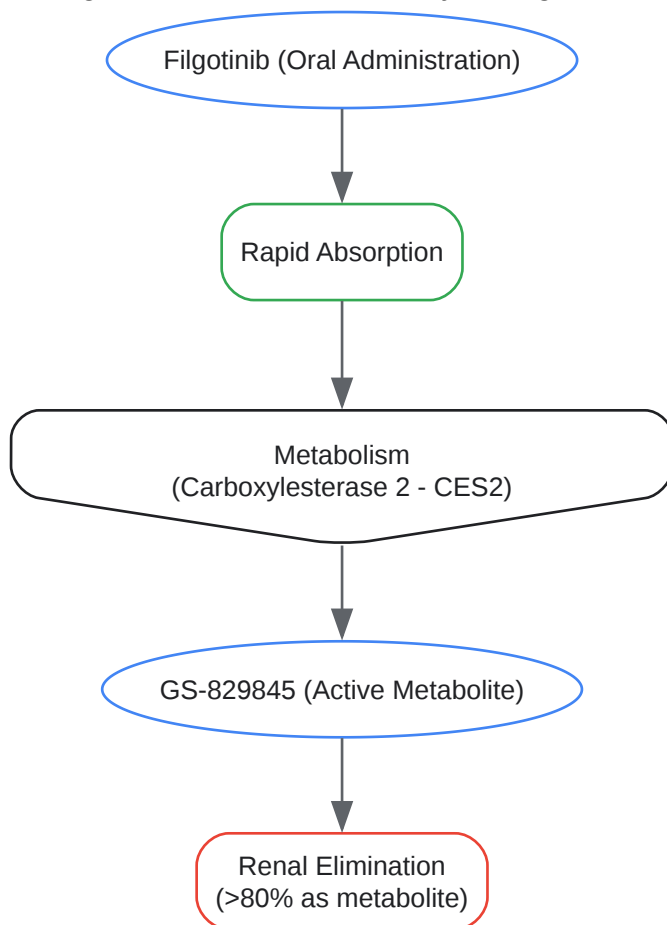 Filgotinib (Oral Administration)
Rapid Absorption
Metabolism
(Carboxylesterase 2 - CES2)
GS-829845 (Active Metabolite)
Renal Elimination
(>80% as metabolite)